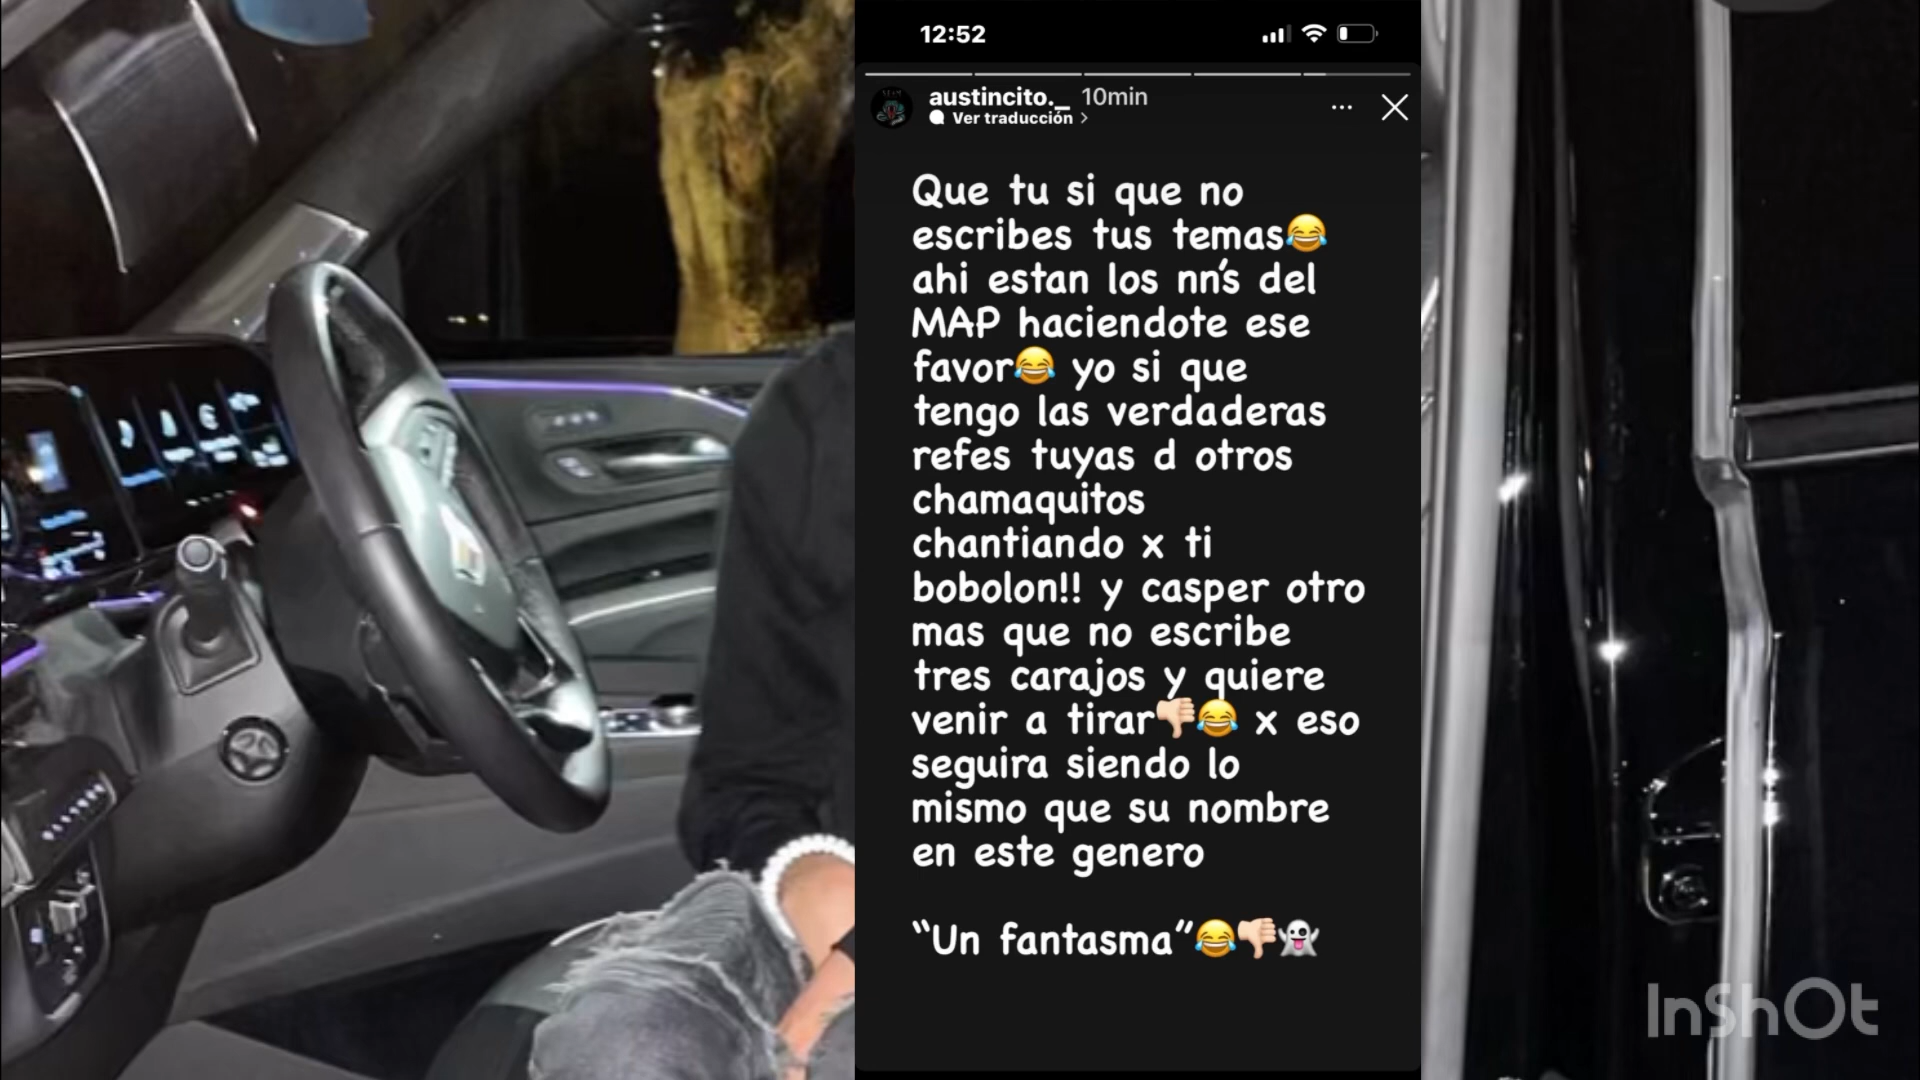 12:52
austincito._ 10min
Ver traducción >
Que tu si que no
escribes tus temas😂
ahi estan los nn's del
MAP haciendote ese
favor😂 yo si que
tengo las verdaderas
refes tuyas d otros
chamaquitos
chantiando x ti
bobolon!! y casper otro
mas que no escribe
tres carajos y quiere
venir a tirar👎🏻😂 x eso
seguira siendo lo
mismo que su nombre
en este genero
“Un fantasma”😂👎🏻👻
InShOt